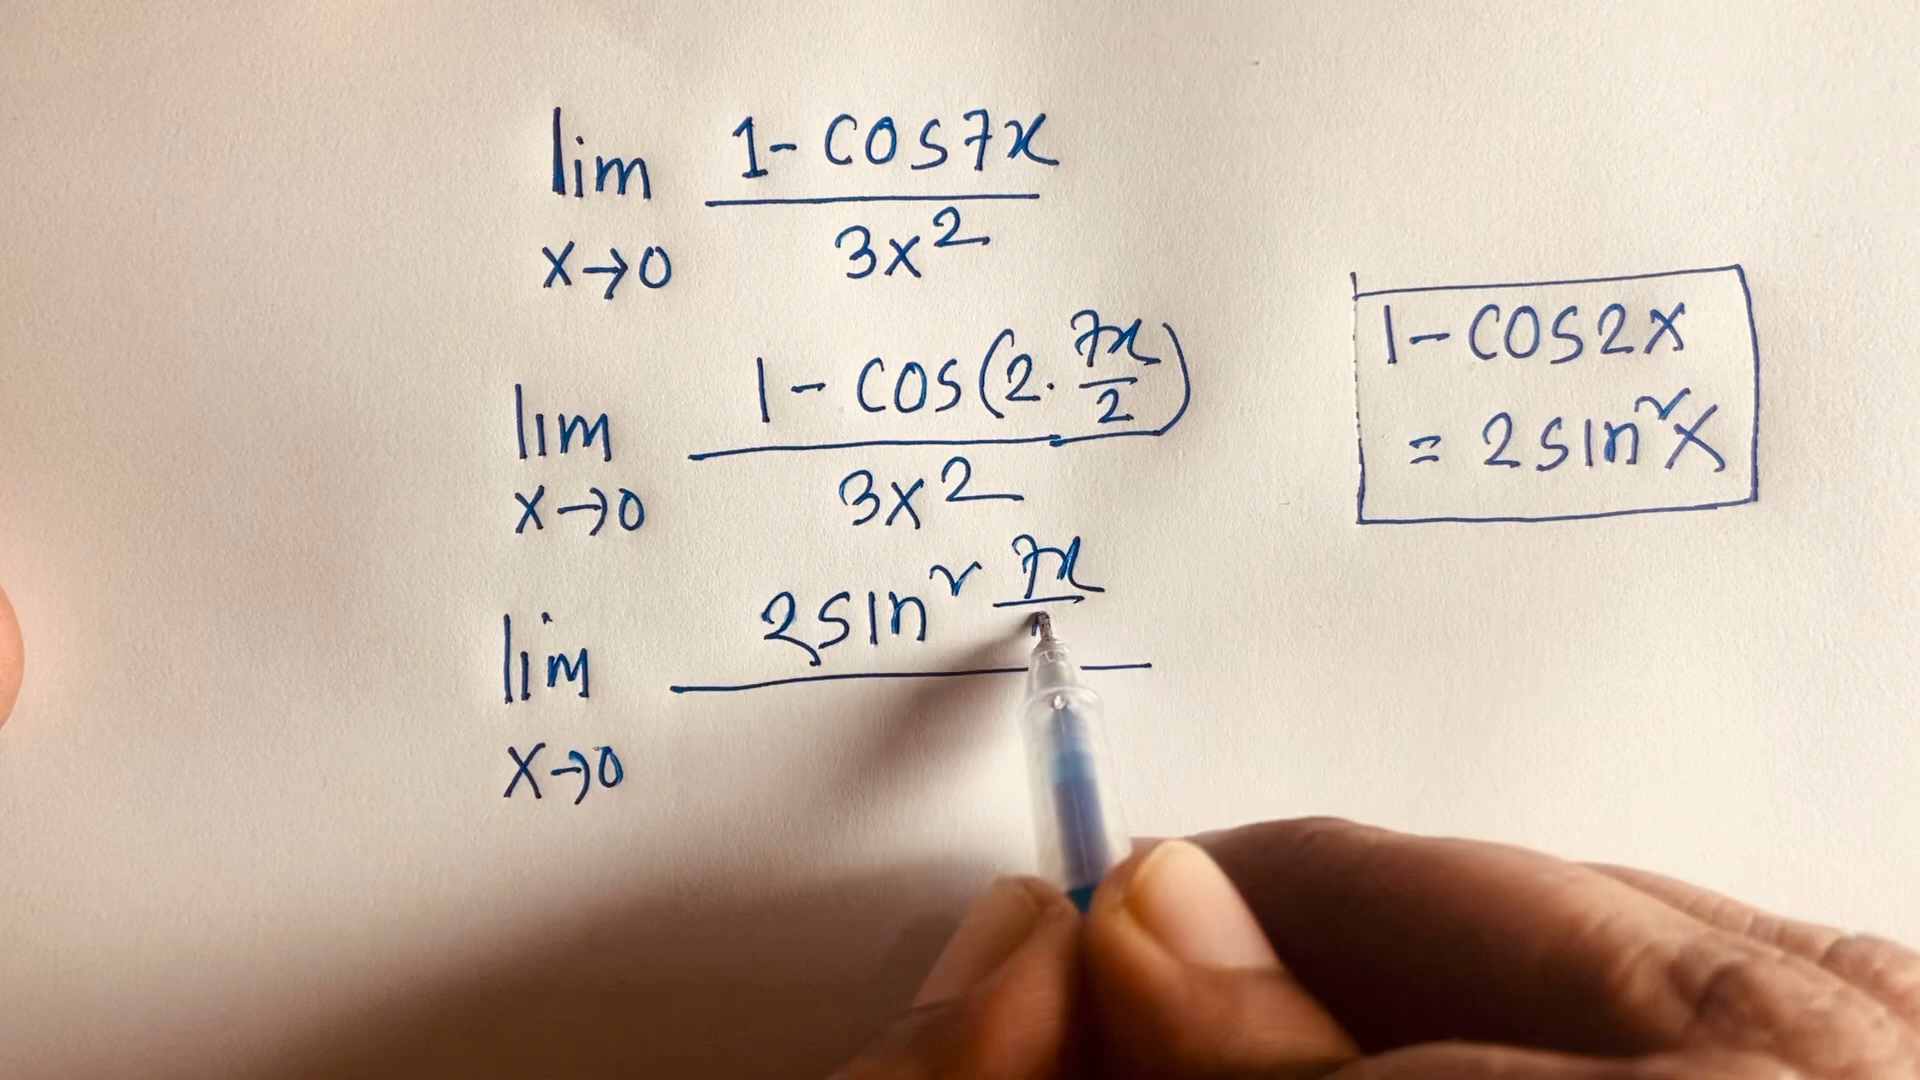 lim 1 - cos7x / 3x²
x→0
lim 1 - cos(2·7x/2) / 3x²
x→0
lim 2sin² 7x/
x→0
1 - cos2x
= 2sin²x